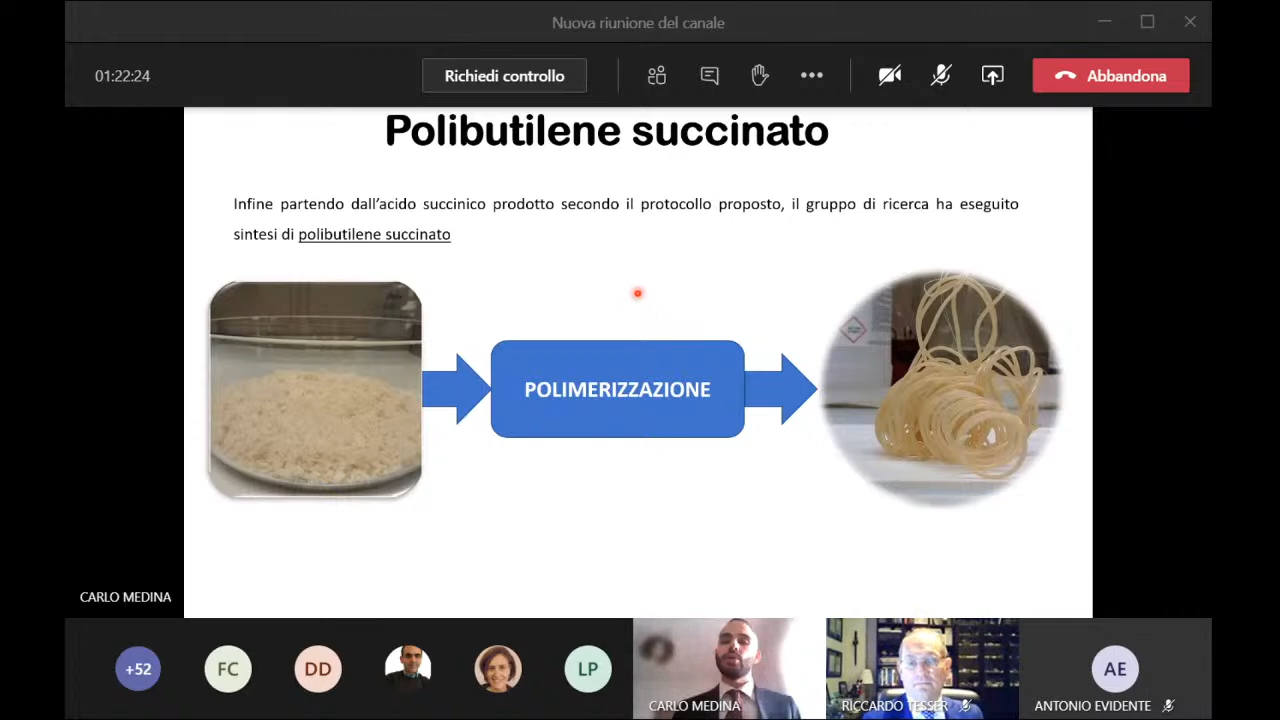 Nuova riunione del canale
01:22:24
Richiedi controllo
Abbandona
Polibutilene succinato
Infine partendo dall'acido succinico prodotto secondo il protocollo proposto, il gruppo di ricerca ha eseguito
sintesi di polibutilene succinato
POLIMERIZZAZIONE
CARLO MEDINA
+52
FC
DD
LP
CARLO MEDINA
RICCARDO TESSER
AE
ANTONIO EVIDENTE